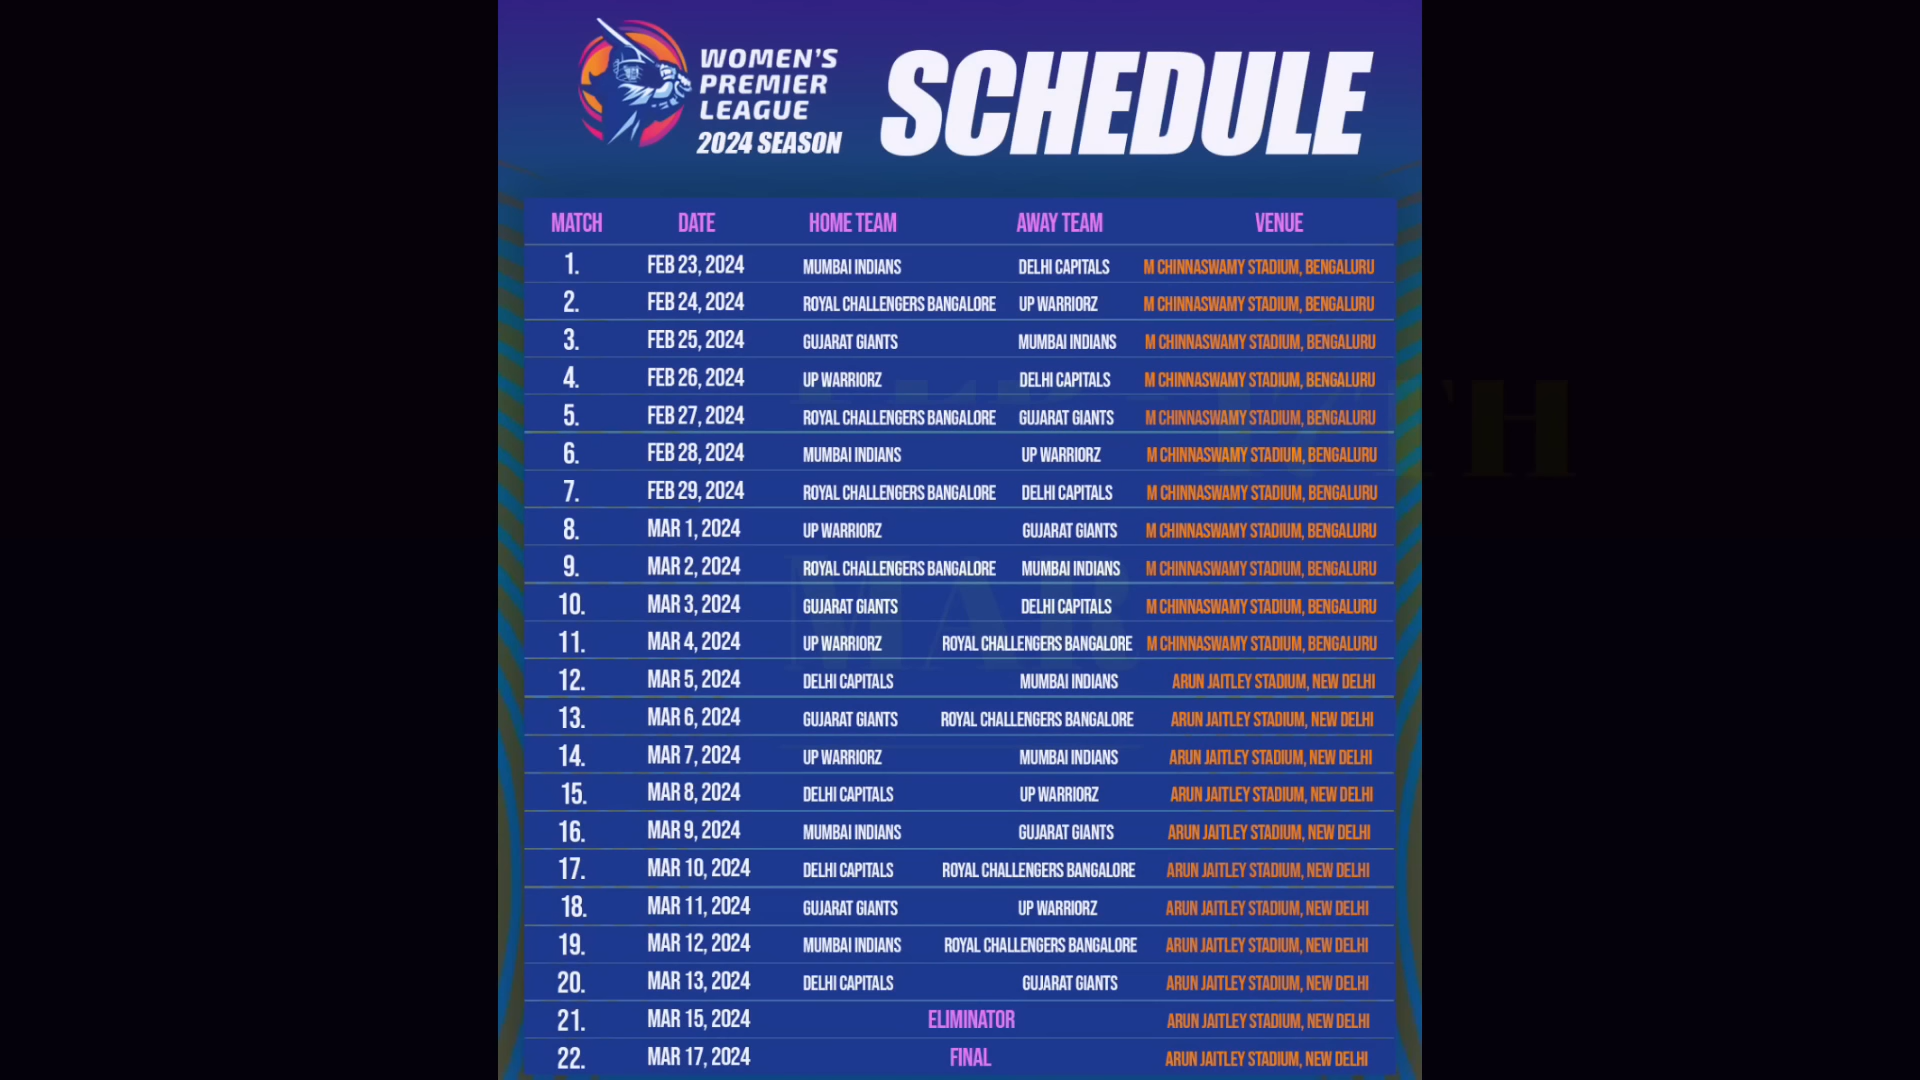 WOMEN'S
PREMIER
LEAGUE
2024 SEASON
SCHEDULE
MATCH DATE HOME TEAM AWAY TEAM VENUE
1. FEB 23, 2024 MUMBAI INDIANS DELHI CAPITALS M CHINNASWAMY STADIUM, BENGALURU
2. FEB 24, 2024 ROYAL CHALLENGERS BANGALORE UP WARRIORZ M CHINNASWAMY STADIUM, BENGALURU
3. FEB 25, 2024 GUJARAT GIANTS MUMBAI INDIANS M CHINNASWAMY STADIUM, BENGALURU
4. FEB 26, 2024 UP WARRIORZ DELHI CAPITALS M CHINNASWAMY STADIUM, BENGALURU
5. FEB 27, 2024 ROYAL CHALLENGERS BANGALORE GUJARAT GIANTS M CHINNASWAMY STADIUM, BENGALURU
6. FEB 28, 2024 MUMBAI INDIANS UP WARRIORZ M CHINNASWAMY STADIUM, BENGALURU
7. FEB 29, 2024 ROYAL CHALLENGERS BANGALORE DELHI CAPITALS M CHINNASWAMY STADIUM, BENGALURU
8. MAR 1, 2024 UP WARRIORZ GUJARAT GIANTS M CHINNASWAMY STADIUM, BENGALURU
9. MAR 2, 2024 ROYAL CHALLENGERS BANGALORE MUMBAI INDIANS M CHINNASWAMY STADIUM, BENGALURU
10. MAR 3, 2024 GUJARAT GIANTS DELHI CAPITALS M CHINNASWAMY STADIUM, BENGALURU
11. MAR 4, 2024 UP WARRIORZ ROYAL CHALLENGERS BANGALORE M CHINNASWAMY STADIUM, BENGALURU
12. MAR 5, 2024 DELHI CAPITALS MUMBAI INDIANS ARUN JAITLEY STADIUM, NEW DELHI
13. MAR 6, 2024 GUJARAT GIANTS ROYAL CHALLENGERS BANGALORE ARUN JAITLEY STADIUM, NEW DELHI
14. MAR 7, 2024 UP WARRIORZ MUMBAI INDIANS ARUN JAITLEY STADIUM, NEW DELHI
15. MAR 8, 2024 DELHI CAPITALS UP WARRIORZ ARUN JAITLEY STADIUM, NEW DELHI
16. MAR 9, 2024 MUMBAI INDIANS GUJARAT GIANTS ARUN JAITLEY STADIUM, NEW DELHI
17. MAR 10, 2024 DELHI CAPITALS ROYAL CHALLENGERS BANGALORE ARUN JAITLEY STADIUM, NEW DELHI
18. MAR 11, 2024 GUJARAT GIANTS UP WARRIORZ ARUN JAITLEY STADIUM, NEW DELHI
19. MAR 12, 2024 MUMBAI INDIANS ROYAL CHALLENGERS BANGALORE ARUN JAITLEY STADIUM, NEW DELHI
20. MAR 13, 2024 DELHI CAPITALS GUJARAT GIANTS ARUN JAITLEY STADIUM, NEW DELHI
21. MAR 15, 2024 ELIMINATOR ARUN JAITLEY STADIUM, NEW DELHI
22. MAR 17, 2024 FINAL ARUN JAITLEY STADIUM, NEW DELHI